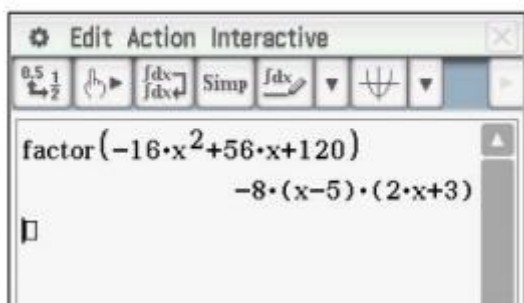 Edit Action Interactive
0.5 1 2 ∫dx ∫dx Simp ∫dx
factor(-16·x²+56·x+120)
-8·(x-5)·(2·x+3)